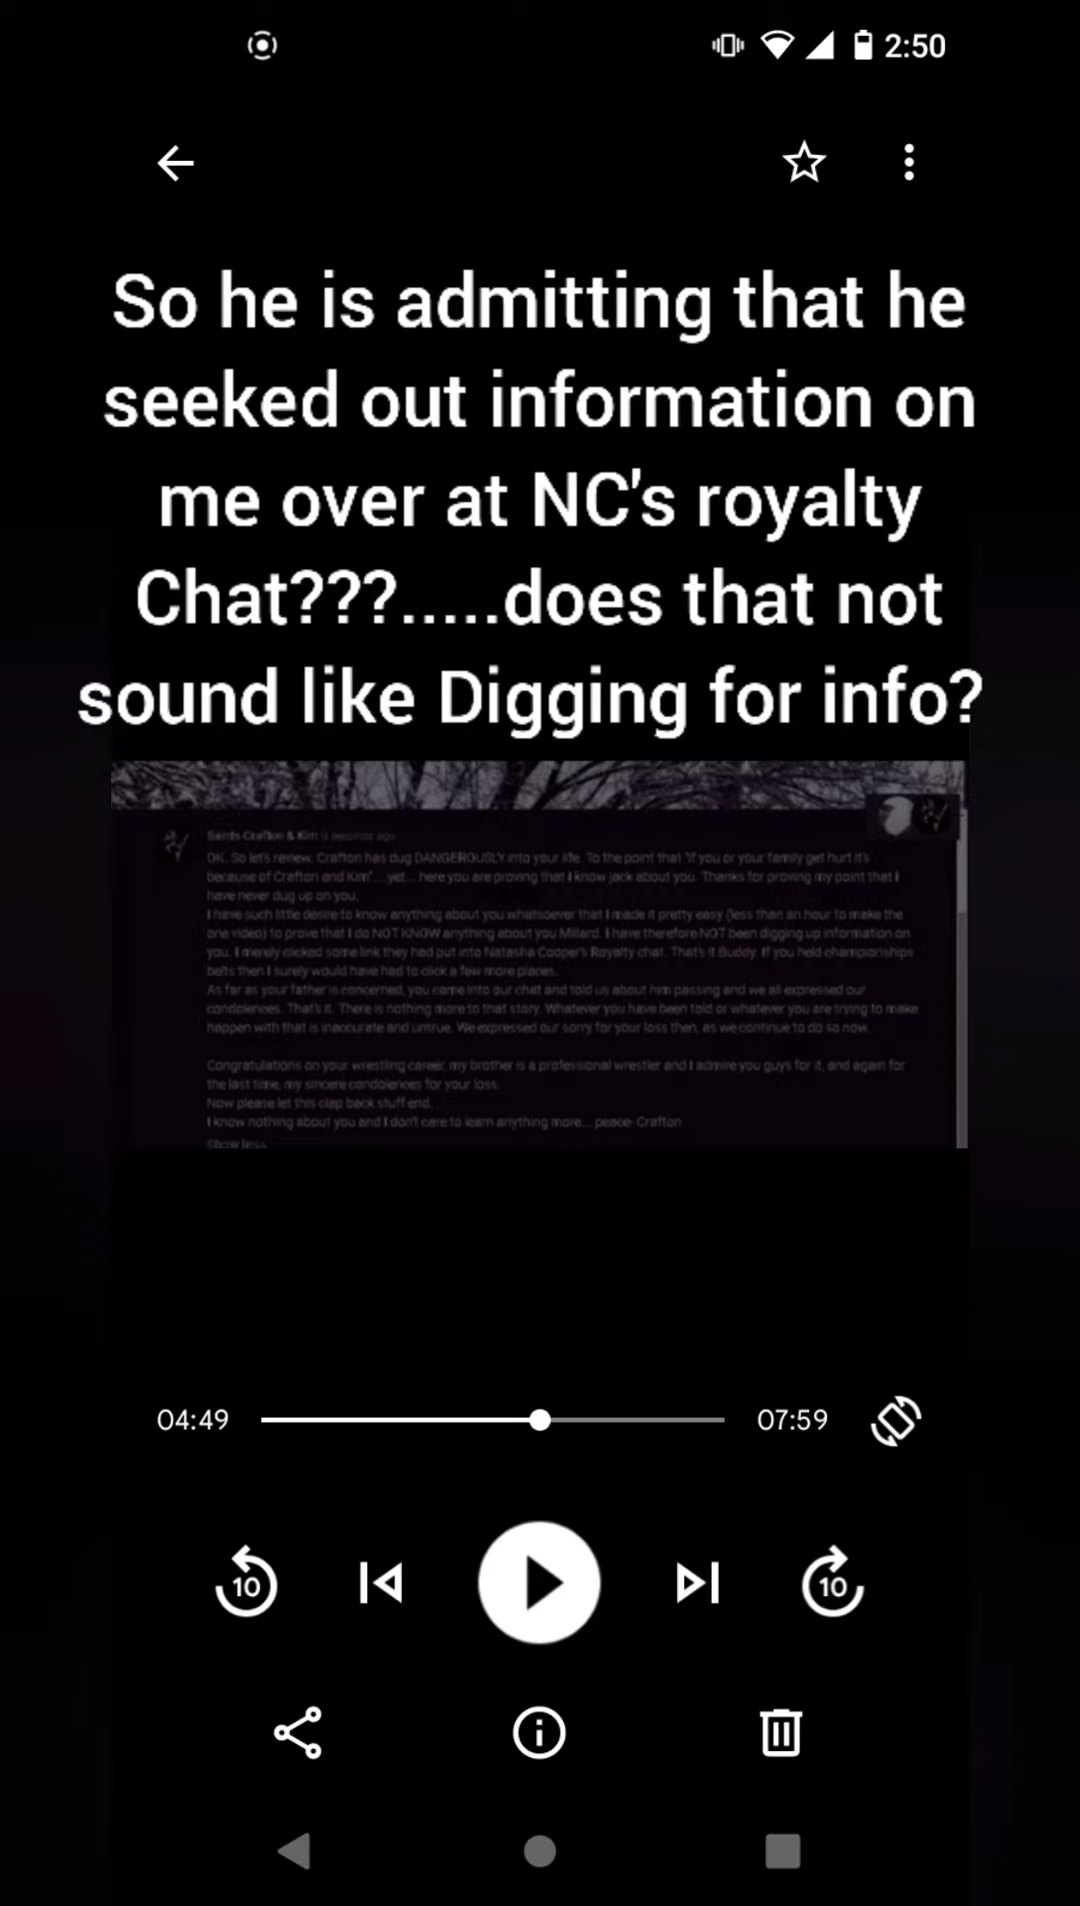 2:50
So he is admitting that he
seeked out information on
me over at NC's royalty
Chat???.....does that not
sound like Digging for info?
Saints Crafton & Kim 0 seconds ago
OK. So let's review. Crafton has dug DANGEROUSLY into your life. To the point that "if you or your family get hurt it's
because of Crafton and Kim"....yet... here you are proving that I know jack about you. Thanks for proving my point that I
have never dug up on you.
I have such little desire to know anything about you whatsoever that I made it pretty easy (less than an hour to make the
one video) to prove that I do NOT KNOW anything about you Millard. I have therefore NOT been digging up information on
you. I merely clicked some link they had put into Natasha Cooper's Royalty chat. That's it Buddy. If you held championships
belts then I surely would have had to click a few more places.
As far as your father is concerned, you came into our chat and told us about him passing and we all expressed our
condolences. That's it. There is nothing more to that story. Whatever you have been told or whatever you are trying to make
happen with that is inaccurate and untrue. We expressed our sorry for your loss then, as we continue to do so now.
Congratulations on your wrestling career, my brother is a professional wrestler and I admire you guys for it, and again for
the last time, my sincere condolences for your loss.
Now please let this clap back stuff end.
I know nothing about you and I don't care to learn anything more... peace- Crafton
Show less
04:49
07:59
10
10